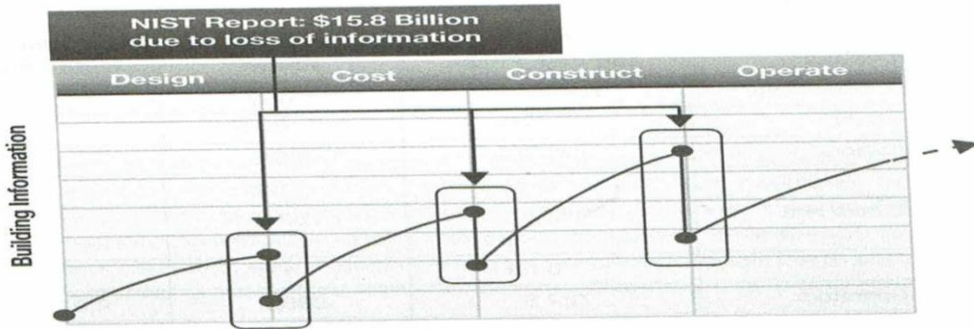 NIST Report: $15.8 Billion
due to loss of information
Design Cost Construct Operate
Building Information